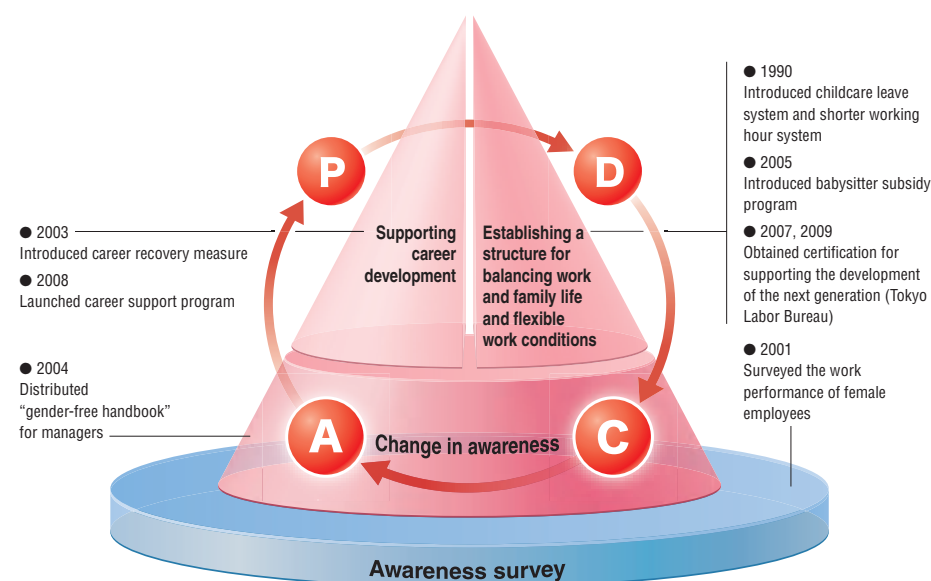 ● 1990
Introduced childcare leave
system and shorter working
hour system
● 2005
Introduced babysitter subsidy
program
● 2007, 2009
Obtained certification for
supporting the development
of the next generation (Tokyo
Labor Bureau)
● 2001
Surveyed the work
performance of female
employees
P
D
● 2003
Introduced career recovery measure
● 2008
Launched career support program
● 2004
Distributed
“gender-free handbook”
for managers
Supporting
career
development
Establishing a
structure for
balancing work
and family life
and flexible
work conditions
A
Change in awareness
C
Awareness survey